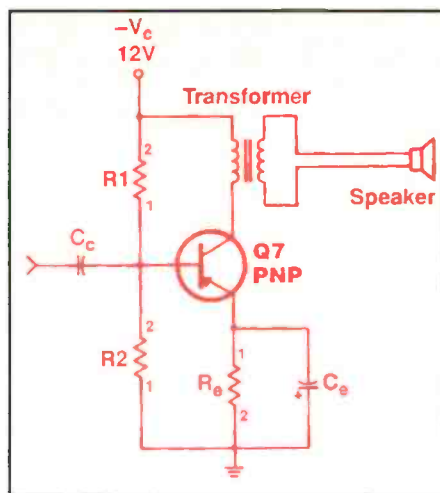 –Vc
12V
Transformer
2
R1
1
Speaker
Cc
Q7
PNP
2
R2
1
1
Re
2
Ce
+